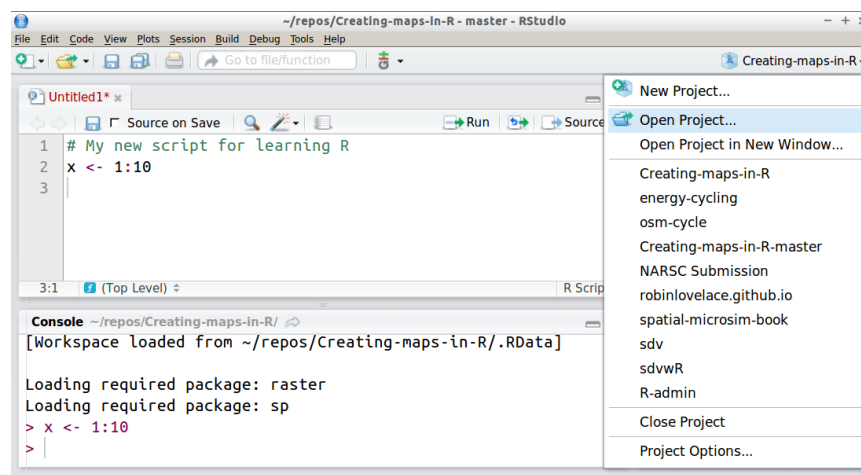 ~/repos/Creating-maps-in-R - master - RStudio
File Edit Code View Plots Session Build Debug Tools Help
Go to file/function
Creating-maps-in-R
Untitled1*
Source on Save
Run
Source
1 # My new script for learning R
2 x <- 1:10
3
3:1 (Top Level)
R Scrip
Console ~/repos/Creating-maps-in-R/
[Workspace loaded from ~/repos/Creating-maps-in-R/.RData]
Loading required package: raster
Loading required package: sp
> x <- 1:10
>
New Project...
Open Project...
Open Project in New Window...
Creating-maps-in-R
energy-cycling
osm-cycle
Creating-maps-in-R-master
NARSC Submission
robinlovelace.github.io
spatial-microsim-book
sdv
sdvwR
R-admin
Close Project
Project Options...